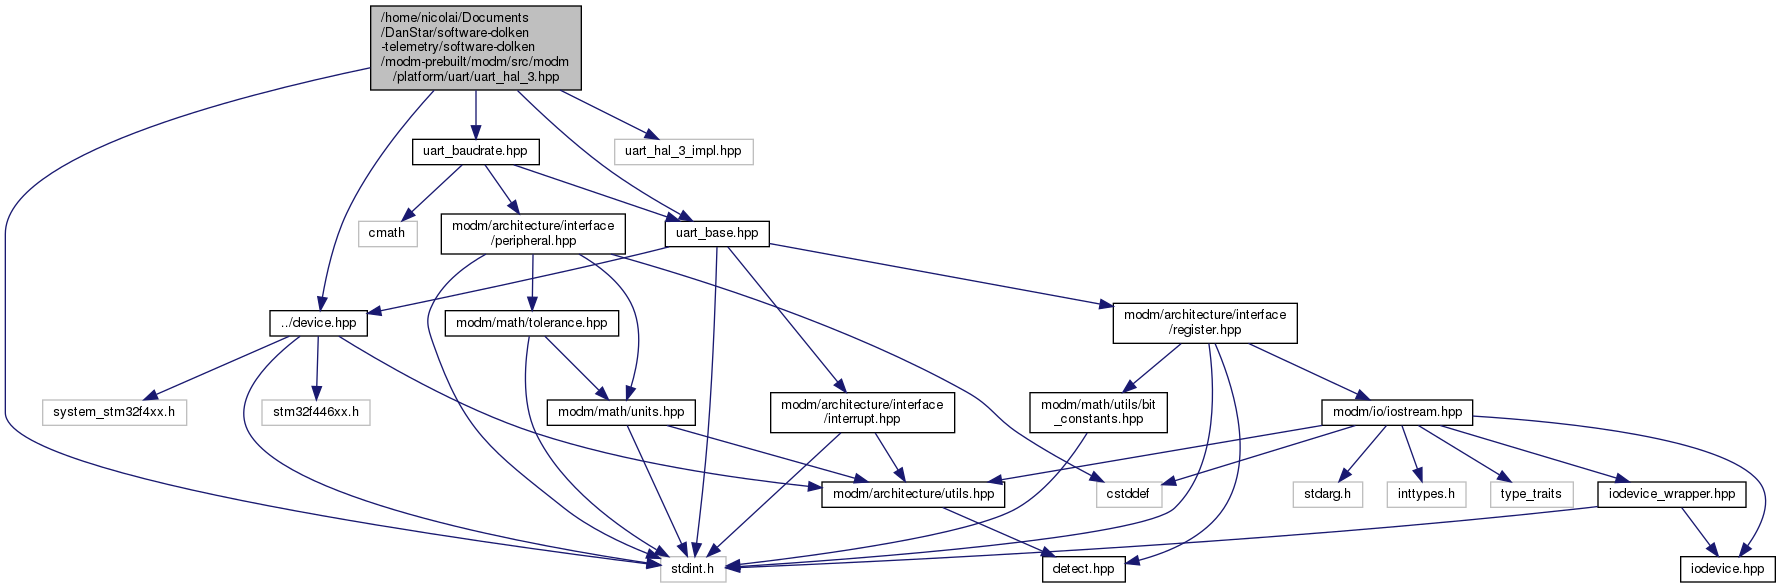 /home/nicolai/Documents
/DanStar/software-dolken
-telemetry/software-dolken
/modm-prebuilt/modm/src/modm
/platform/uart/uart_hal_3.hpp
uart_baudrate.hpp
uart_hal_3_impl.hpp
cmath
modm/architecture/interface
/peripheral.hpp
uart_base.hpp
../device.hpp
modm/math/tolerance.hpp
modm/architecture/interface
/register.hpp
system_stm32f4xx.h
stm32f446xx.h
modm/math/units.hpp
modm/architecture/interface
/interrupt.hpp
modm/math/utils/bit
_constants.hpp
modm/io/iostream.hpp
modm/architecture/utils.hpp
cstddef
stdarg.h
inttypes.h
type_traits
iodevice_wrapper.hpp
stdint.h
detect.hpp
iodevice.hpp